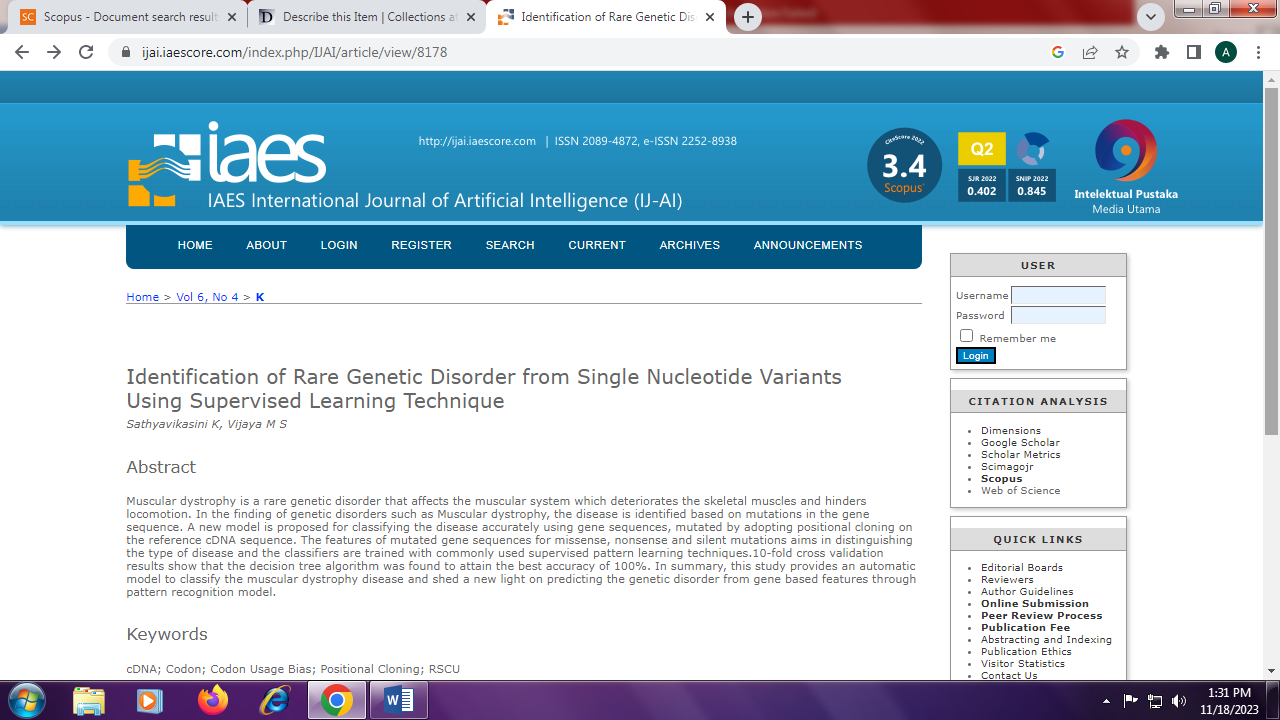 Scopus - Document search result
Describe this Item | Collections at
Identification of Rare Genetic Dis
ijai.iaescore.com/index.php/IJAI/article/view/8178
A
iaes
http://ijai.iaescore.com | ISSN 2089-4872, e-ISSN 2252-8938
IAES International Journal of Artificial Intelligence (IJ-AI)
CiteScore 2022
3.4
Scopus
Q2
SJR 2022
0.402
SNIP 2022
0.845
Intelektual Pustaka
Media Utama
HOME ABOUT LOGIN REGISTER SEARCH CURRENT ARCHIVES ANNOUNCEMENTS
Home > Vol 6, No 4 > K
Identification of Rare Genetic Disorder from Single Nucleotide Variants
Using Supervised Learning Technique
Sathyavikasini K, Vijaya M S
Abstract
Muscular dystrophy is a rare genetic disorder that affects the muscular system which deteriorates the skeletal muscles and hinders
locomotion. In the finding of genetic disorders such as Muscular dystrophy, the disease is identified based on mutations in the gene
sequence. A new model is proposed for classifying the disease accurately using gene sequences, mutated by adopting positional cloning on
the reference cDNA sequence. The features of mutated gene sequences for missense, nonsense and silent mutations aims in distinguishing
the type of disease and the classifiers are trained with commonly used supervised pattern learning techniques.10-fold cross validation
results show that the decision tree algorithm was found to attain the best accuracy of 100%. In summary, this study provides an automatic
model to classify the muscular dystrophy disease and shed a new light on predicting the genetic disorder from gene based features through
pattern recognition model.
Keywords
cDNA; Codon; Codon Usage Bias; Positional Cloning; RSCU
USER
Username
Password
Remember me
Login
CITATION ANALYSIS
Dimensions
Google Scholar
Scholar Metrics
Scimagojr
Scopus
Web of Science
QUICK LINKS
Editorial Boards
Reviewers
Author Guidelines
Online Submission
Peer Review Process
Publication Fee
Abstracting and Indexing
Publication Ethics
Visitor Statistics
Contact Us
1:31 PM
11/18/2023